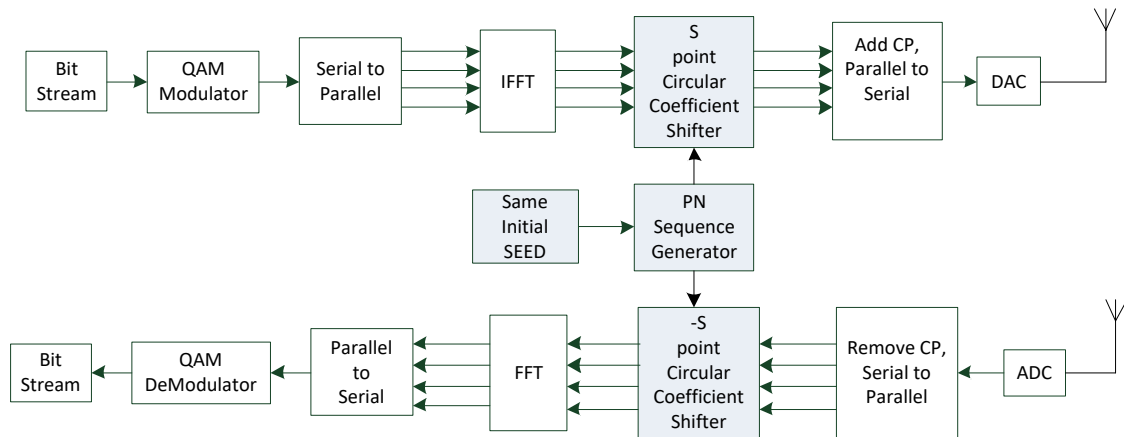 Bit
Stream
QAM
Modulator
Serial to
Parallel
IFFT
S
point
Circular
Coefficient
Shifter
Add CP,
Parallel to
Serial
DAC
Same
Initial
SEED
PN
Sequence
Generator
Bit
Stream
QAM
DeModulator
Parallel
to
Serial
FFT
-S
point
Circular
Coefficient
Shifter
Remove CP,
Serial to
Parallel
ADC